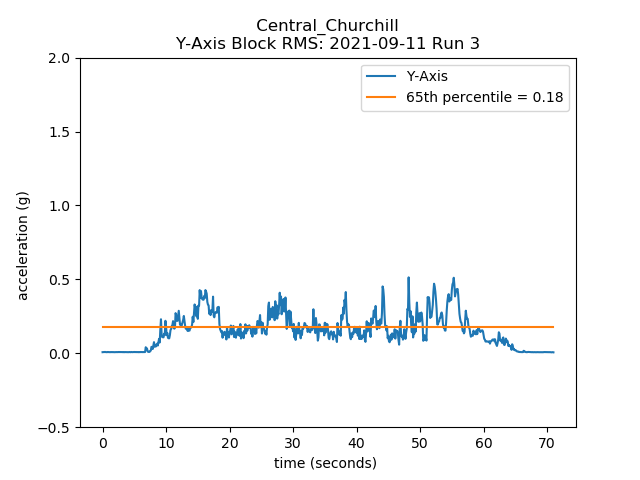 Central_Churchill
Y-Axis Block RMS: 2021-09-11 Run 3
Y-Axis
65th percentile = 0.18
2.0
1.5
1.0
0.5
0.0
−0.5
acceleration (g)
0 10 20 30 40 50 60 70
time (seconds)